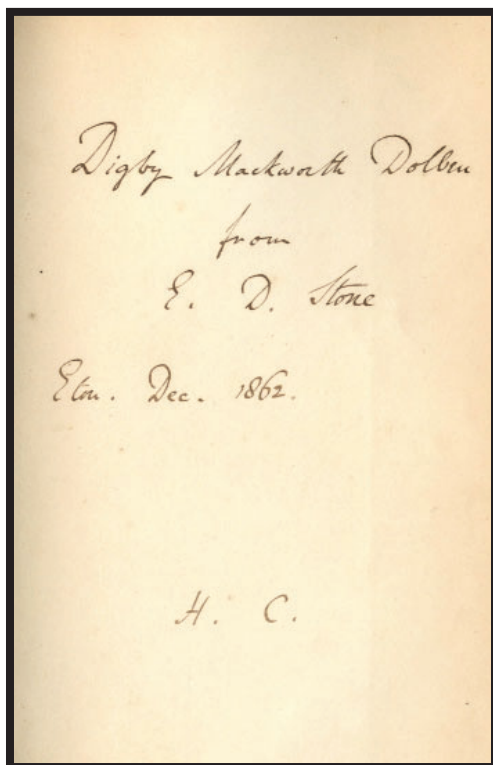 Digby Mackworth Dolben
from
E. D. Stone
Eton. Dec. 1862.
H. C.